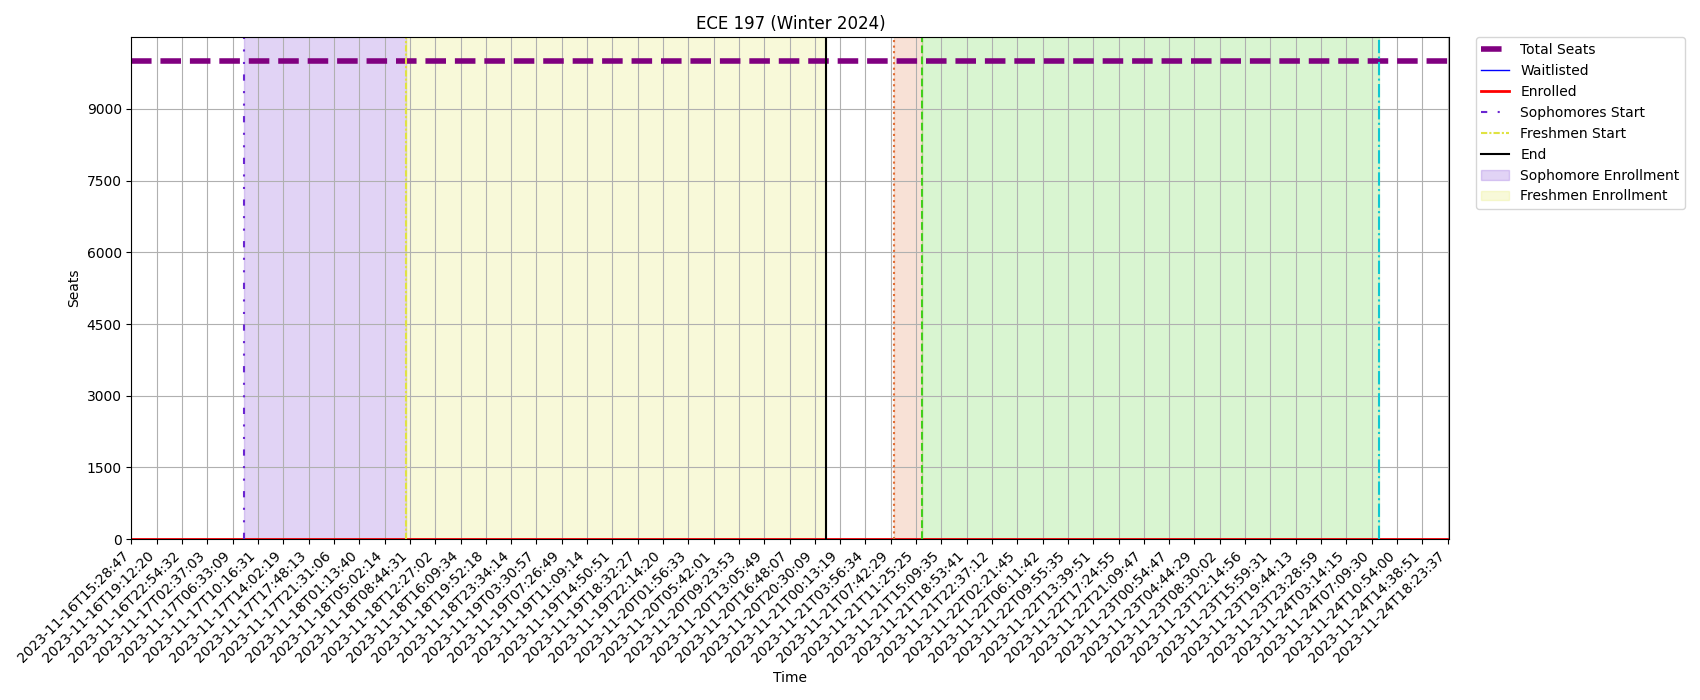 ECE 197 (Winter 2024)
Total Seats
Waitlisted
Enrolled
Sophomores Start
Freshmen Start
End
Sophomore Enrollment
Freshmen Enrollment
Seats
9000
7500
6000
4500
3000
1500
0
2023-11-16T15:28:47
2023-11-16T19:12:20
2023-11-16T22:54:32
2023-11-17T02:37:03
2023-11-17T06:33:09
2023-11-17T10:16:31
2023-11-17T14:02:19
2023-11-17T17:48:13
2023-11-17T21:31:06
2023-11-18T01:13:40
2023-11-18T05:02:14
2023-11-18T08:44:31
2023-11-18T12:27:02
2023-11-18T16:09:34
2023-11-18T19:52:18
2023-11-18T23:34:14
2023-11-19T03:30:57
2023-11-19T07:26:49
2023-11-19T11:09:14
2023-11-19T14:50:51
2023-11-19T18:32:27
2023-11-19T22:14:20
2023-11-20T01:56:33
2023-11-20T05:42:01
2023-11-20T09:23:53
2023-11-20T13:05:49
2023-11-20T16:48:07
2023-11-20T20:30:09
2023-11-21T00:13:19
2023-11-21T03:56:34
2023-11-21T07:42:29
2023-11-21T11:25:25
2023-11-21T15:09:35
2023-11-21T18:53:41
2023-11-21T22:37:12
2023-11-22T02:21:45
2023-11-22T06:11:42
2023-11-22T09:55:35
2023-11-22T13:39:51
2023-11-22T17:24:55
2023-11-22T21:09:47
2023-11-23T00:54:47
2023-11-23T04:44:29
2023-11-23T08:30:02
2023-11-23T12:14:56
2023-11-23T15:59:31
2023-11-23T19:44:13
2023-11-23T23:28:59
2023-11-24T03:14:15
2023-11-24T07:09:30
2023-11-24T10:54:00
2023-11-24T14:38:51
2023-11-24T18:23:37
Time